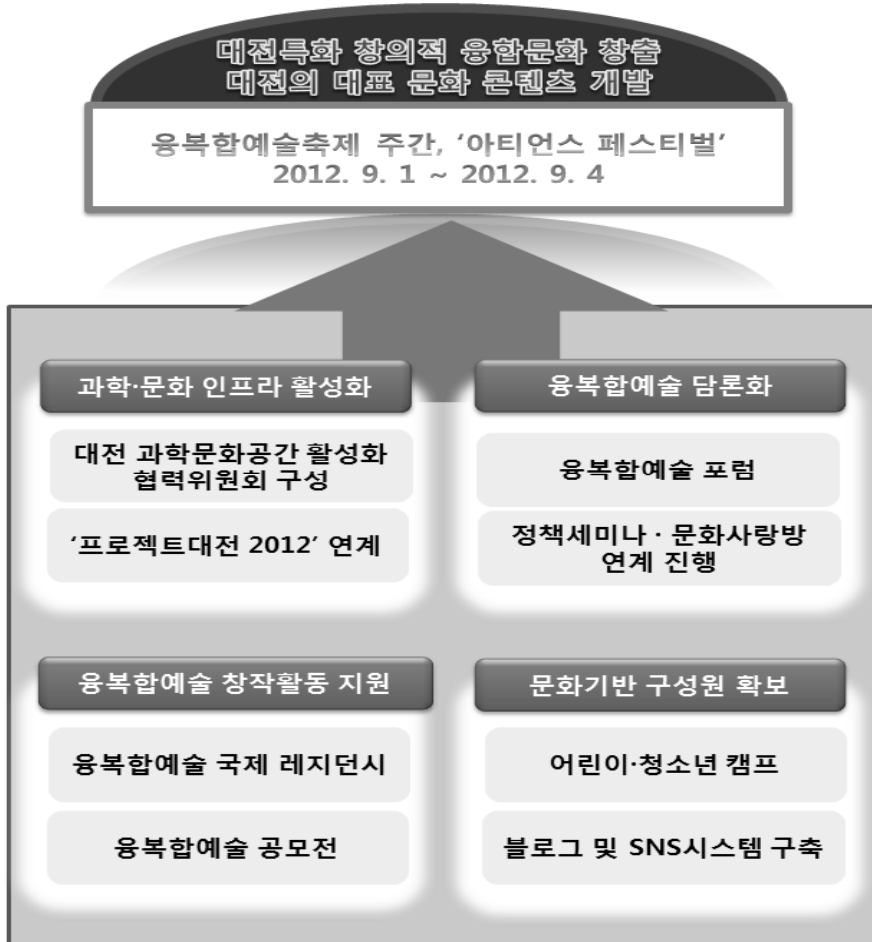 대전특화 창의적 융합문화 창출
대전의 대표 문화 콘텐츠 개발
융복합예술축제 주간, ‘아티언스 페스티벌’
2012. 9. 1 ~ 2012. 9. 4
과학·문화 인프라 활성화
대전 과학문화공간 활성화
협력위원회 구성
‘프로젝트대전 2012’ 연계
융복합예술 담론화
융복합예술 포럼
정책세미나 · 문화사랑방
연계 진행
융복합예술 창작활동 지원
융복합예술 국제 레지던시
융복합예술 공모전
문화기반 구성원 확보
어린이·청소년 캠프
블로그 및 SNS시스템 구축